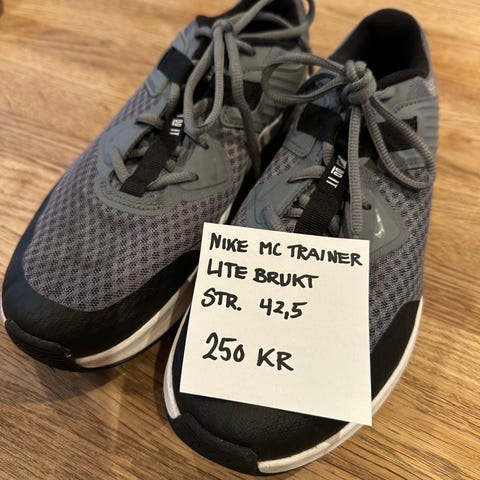 NIKE MC TRAINER
LITE BRUKT
STR. 42,5
250 KR